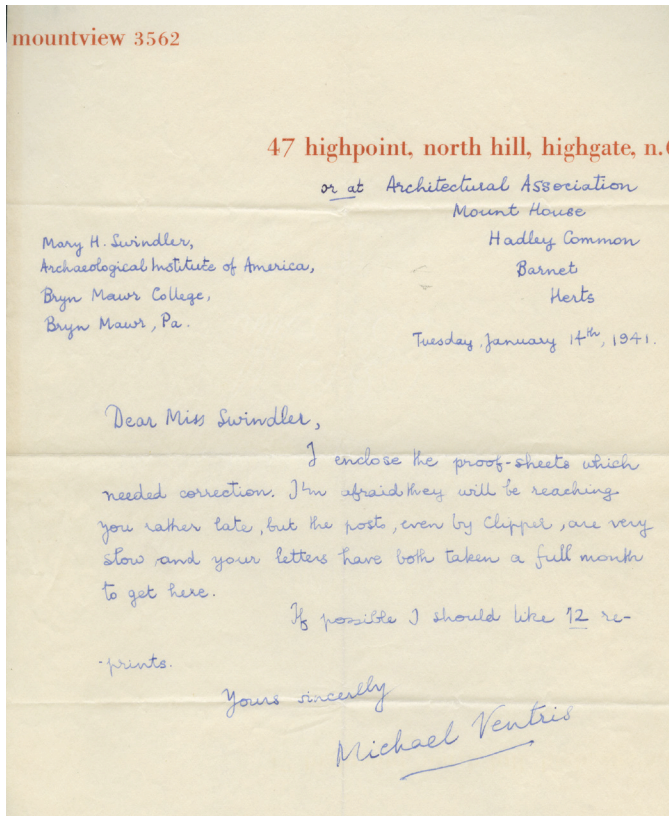 mountview 3562
47 highpoint, north hill, highgate, n.6
or at Architectural Association
Mount House
Hadley Common
Barnet
Herts
Mary H. Swindler,
Archaeological Institute of America,
Bryn Mawr College,
Bryn Mawr, Pa.
Tuesday, January 14th, 1941.
Dear Miss Swindler,
I enclose the proof-sheets which
needed correction. I'm afraid they will be reaching
you rather late, but the posts, even by Clipper, are very
slow and your letters have both taken a full month
to get here.
If possible I should like 12 re-
-prints.
Yours sincerely
Michael Ventris